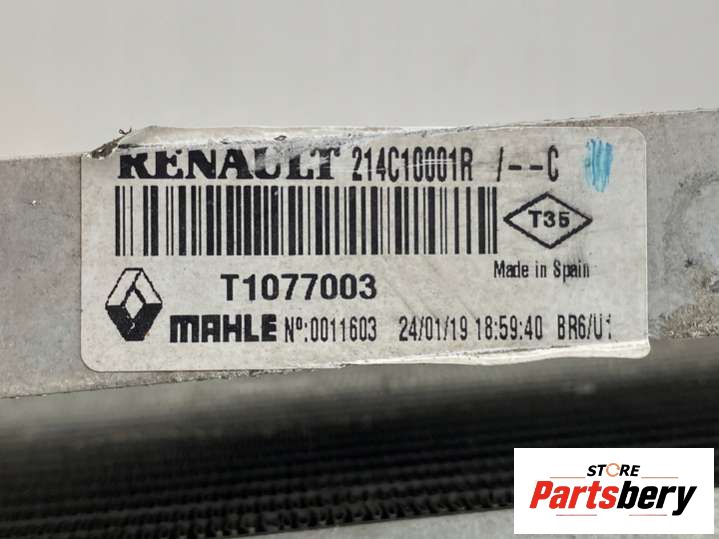 RENAULT 214C10001R /--C
T35
Made in Spain
T1077003
MAHLE Nº:0011603 24/01/19 18:59:40 BR6/U1
STORE
Partsbery